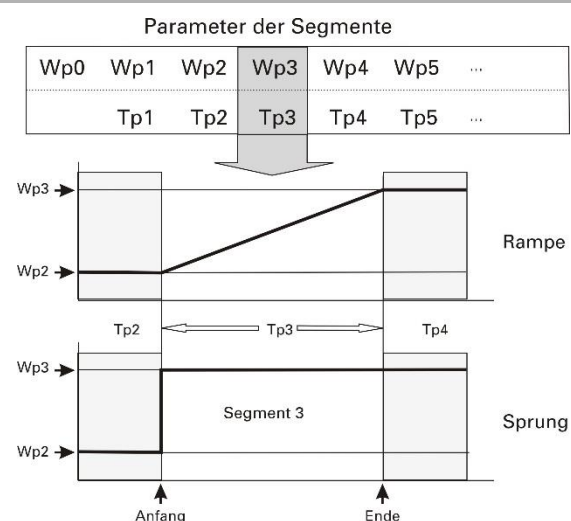 Parameter der Segmente
Wp0 Wp1 Wp2 Wp3 Wp4 Wp5 ...
Tp1 Tp2 Tp3 Tp4 Tp5 ...
Wp3
Rampe
Wp2
Tp2 Tp3 Tp4
Wp3
Segment 3
Sprung
Wp2
Anfang Ende